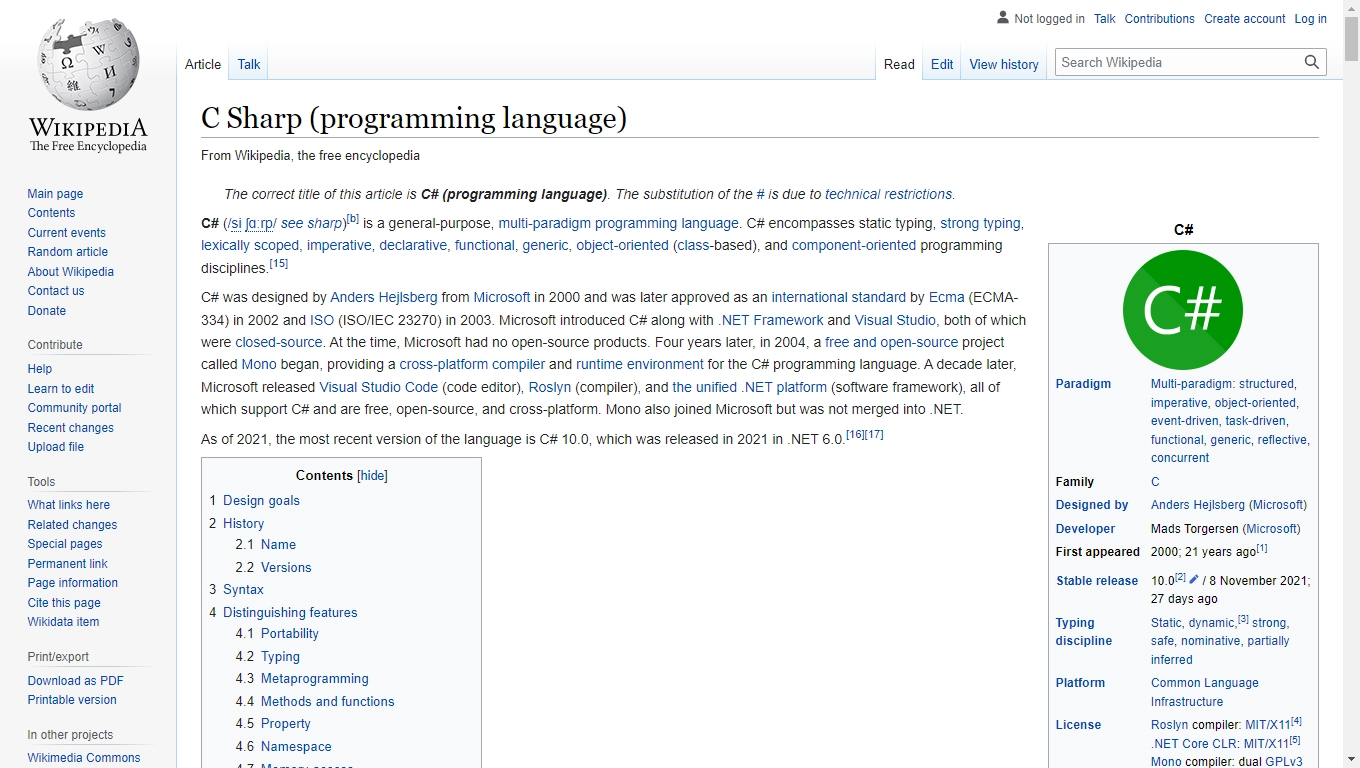 Not logged in Talk Contributions Create account Log in
Article Talk Read Edit View history Search Wikipedia
WIKIPEDIA
The Free Encyclopedia
Main page
Contents
Current events
Random article
About Wikipedia
Contact us
Donate
Contribute
Help
Learn to edit
Community portal
Recent changes
Upload file
Tools
What links here
Related changes
Special pages
Permanent link
Page information
Cite this page
Wikidata item
Print/export
Download as PDF
Printable version
In other projects
Wikimedia Commons
C Sharp (programming language)
From Wikipedia, the free encyclopedia
The correct title of this article is C# (programming language). The substitution of the # is due to technical restrictions.
C# (/si ʃɑːrp/ see sharp)[b] is a general-purpose, multi-paradigm programming language. C# encompasses static typing, strong typing,
lexically scoped, imperative, declarative, functional, generic, object-oriented (class-based), and component-oriented programming
disciplines.[15]
C# was designed by Anders Hejlsberg from Microsoft in 2000 and was later approved as an international standard by Ecma (ECMA-
334) in 2002 and ISO (ISO/IEC 23270) in 2003. Microsoft introduced C# along with .NET Framework and Visual Studio, both of which
were closed-source. At the time, Microsoft had no open-source products. Four years later, in 2004, a free and open-source project
called Mono began, providing a cross-platform compiler and runtime environment for the C# programming language. A decade later,
Microsoft released Visual Studio Code (code editor), Roslyn (compiler), and the unified .NET platform (software framework), all of
which support C# and are free, open-source, and cross-platform. Mono also joined Microsoft but was not merged into .NET.
As of 2021, the most recent version of the language is C# 10.0, which was released in 2021 in .NET 6.0.[16][17]
Contents [hide]
1 Design goals
2 History
2.1 Name
2.2 Versions
3 Syntax
4 Distinguishing features
4.1 Portability
4.2 Typing
4.3 Metaprogramming
4.4 Methods and functions
4.5 Property
4.6 Namespace
4.7 Memory access
C#
C#
Paradigm Multi-paradigm: structured,
imperative, object-oriented,
event-driven, task-driven,
functional, generic, reflective,
concurrent
Family C
Designed by Anders Hejlsberg (Microsoft)
Developer Mads Torgersen (Microsoft)
First appeared 2000; 21 years ago[1]
Stable release 10.0[2] / 8 November 2021;
27 days ago
Typing Static, dynamic,[3] strong,
discipline safe, nominative, partially
inferred
Platform Common Language
Infrastructure
License Roslyn compiler: MIT/X11[4]
.NET Core CLR: MIT/X11[5]
Mono compiler: dual GPLv3